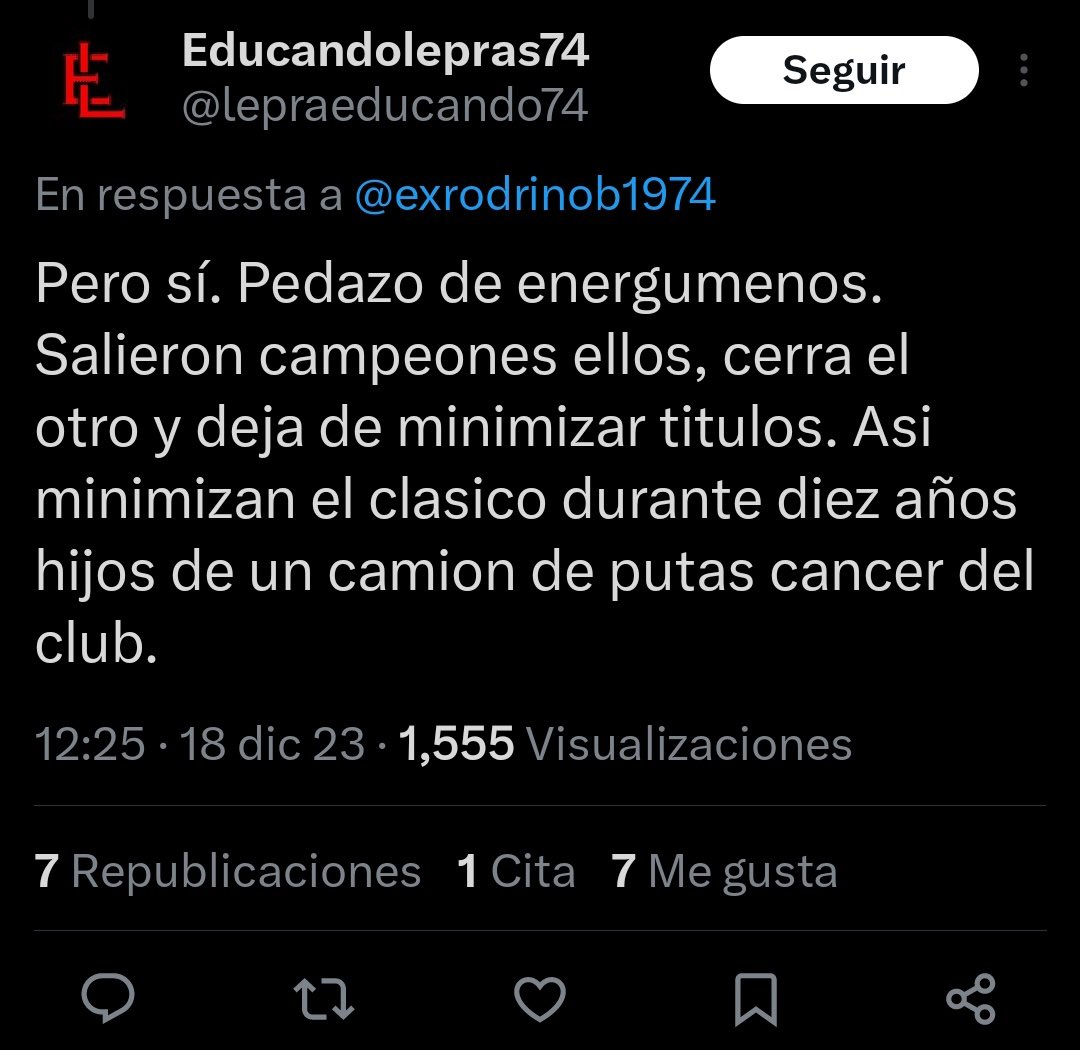 Educandolepras74
@lepraeducando74
Seguir
En respuesta a @exrodrinob1974
Pero sí. Pedazo de energumenos.
Salieron campeones ellos, cerra el
otro y deja de minimizar titulos. Asi
minimizan el clasico durante diez años
hijos de un camion de putas cancer del
club.
12:25 · 18 dic 23 · 1,555 Visualizaciones
7 Republicaciones 1 Cita 7 Me gusta